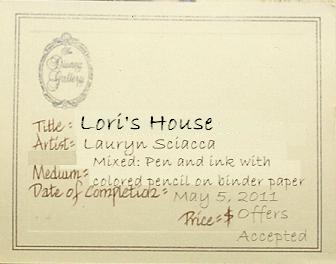 The
Disney
Gallery
Title: Lori's House
Artist: Lauryn Sciacca
Medium: Mixed: Pen and ink with
colored pencil on binder paper
Date of Completion: May 5, 2011
Price: $ Offers
Accepted